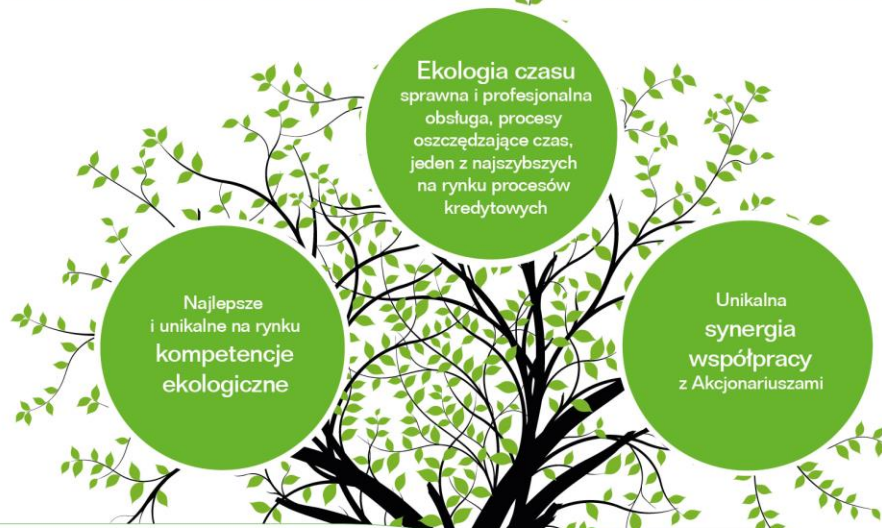 Ekologia czasu
sprawna i profesjonalna
obsługa, procesy
oszczędzające czas,
jeden z najszybszych
na rynku procesów
kredytowych
Najlepsze
i unikalne na rynku
kompetencje
ekologiczne
Unikalna
synergia
współpracy
z Akcjonariuszami